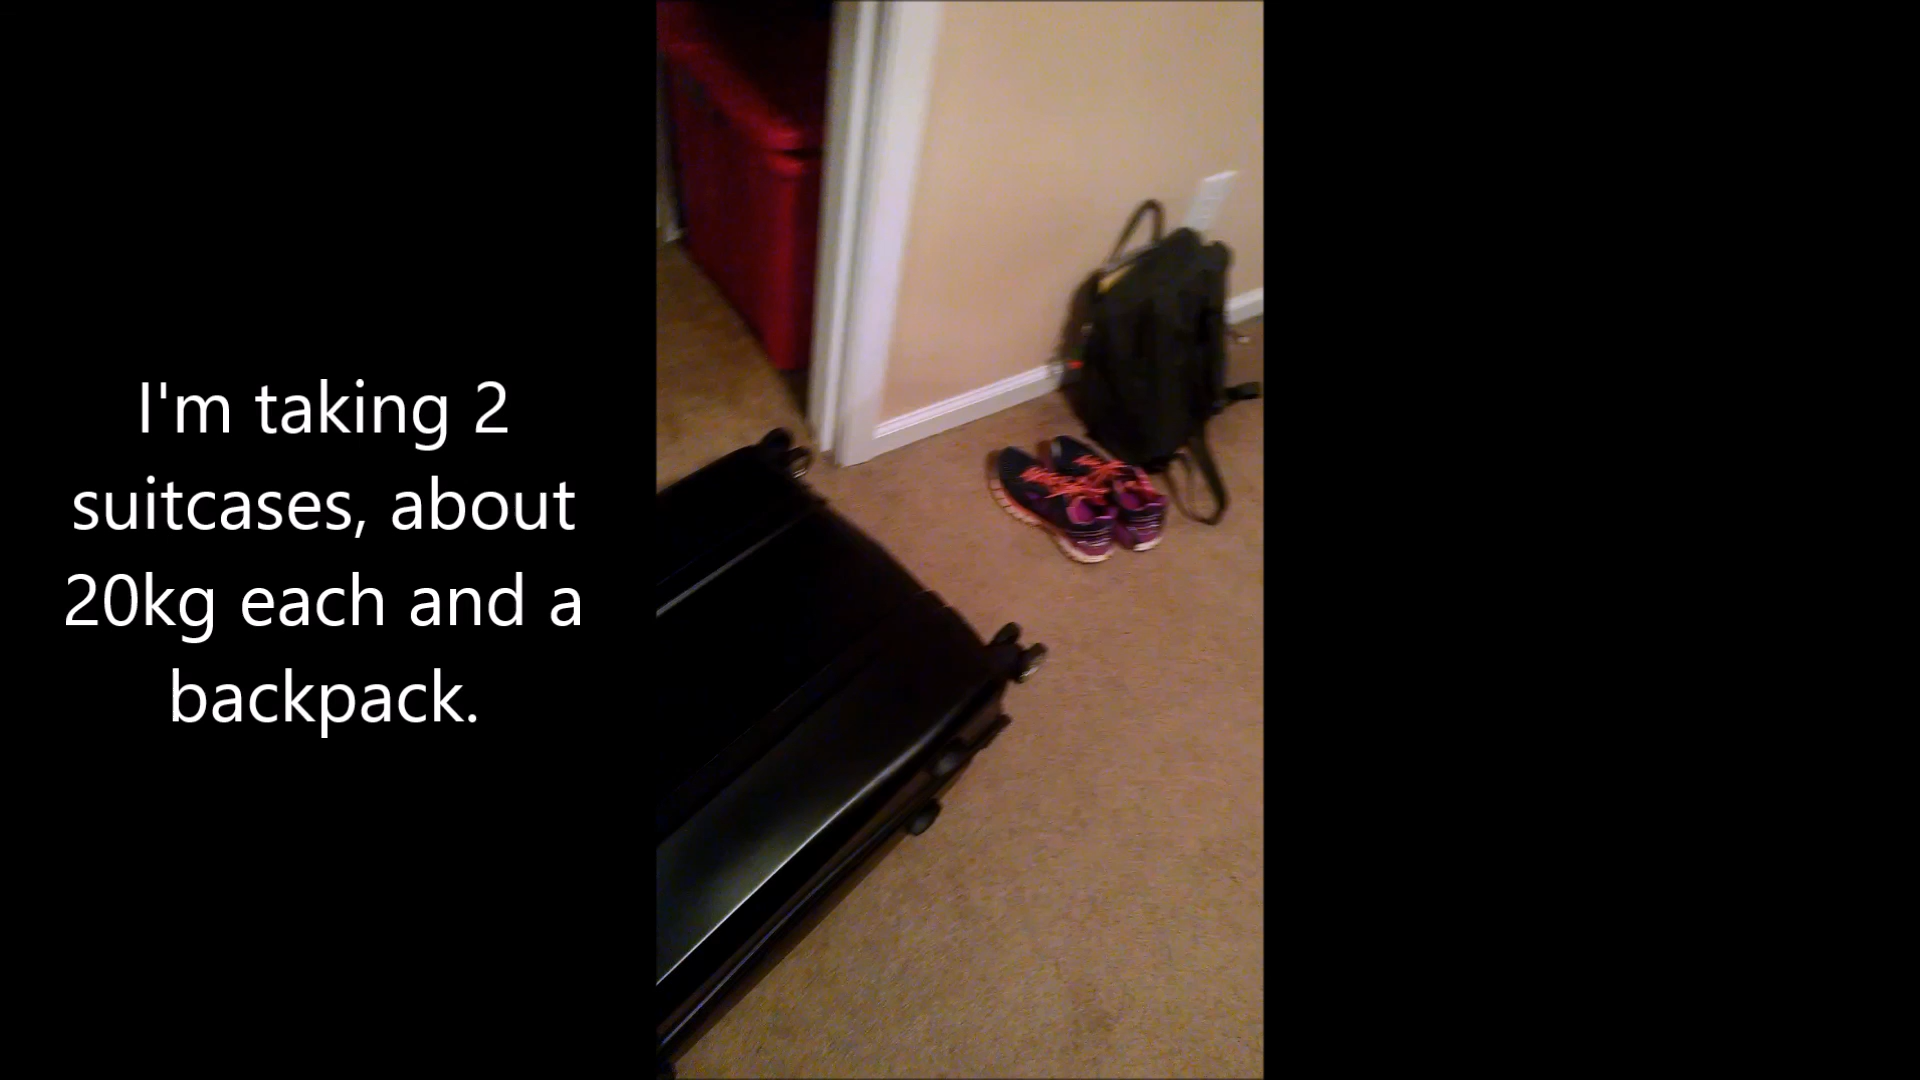 I'm taking 2
suitcases, about
20kg each and a
backpack.